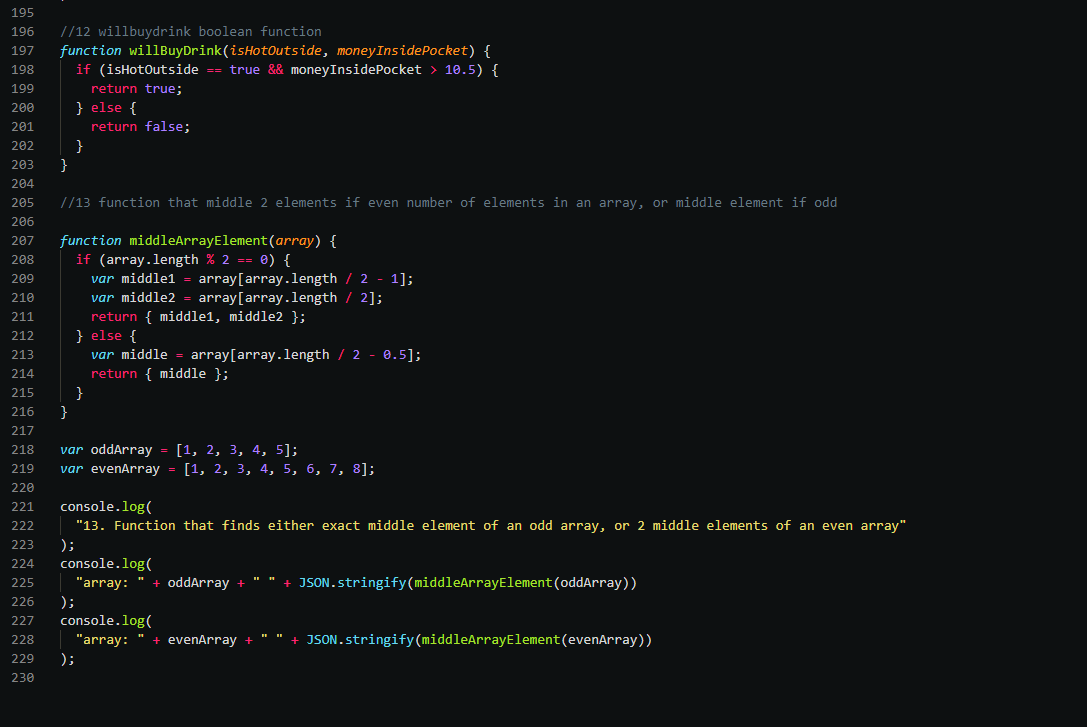 195
196 //12 willbuydrink boolean function
197 function willBuyDrink(isHotOutside, moneyInsidePocket) {
198   if (isHotOutside == true && moneyInsidePocket > 10.5) {
199     return true;
200   } else {
201     return false;
202   }
203 }
204
205 //13 function that middle 2 elements if even number of elements in an array, or middle element if odd
206
207 function middleArrayElement(array) {
208   if (array.length % 2 == 0) {
209     var middle1 = array[array.length / 2 - 1];
210     var middle2 = array[array.length / 2];
211     return { middle1, middle2 };
212   } else {
213     var middle = array[array.length / 2 - 0.5];
214     return { middle };
215   }
216 }
217
218 var oddArray = [1, 2, 3, 4, 5];
219 var evenArray = [1, 2, 3, 4, 5, 6, 7, 8];
220
221 console.log(
222   "13. Function that finds either exact middle element of an odd array, or 2 middle elements of an even array"
223 );
224 console.log(
225   "array: " + oddArray + " " + JSON.stringify(middleArrayElement(oddArray))
226 );
227 console.log(
228   "array: " + evenArray + " " + JSON.stringify(middleArrayElement(evenArray))
229 );
230